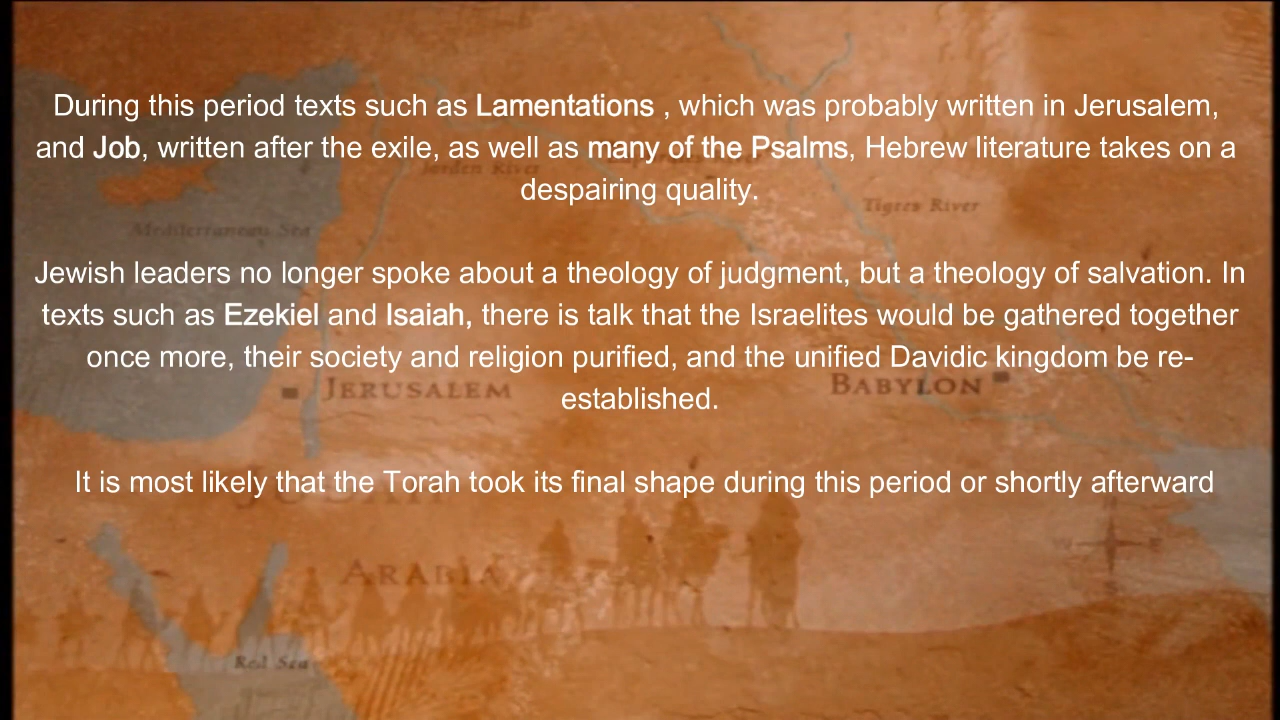 During this period texts such as Lamentations , which was probably written in Jerusalem,
and Job, written after the exile, as well as many of the Psalms, Hebrew literature takes on a
despairing quality.
Jordan River
Tigres River
Mediterranean Sea
Jewish leaders no longer spoke about a theology of judgment, but a theology of salvation. In
texts such as Ezekiel and Isaiah, there is talk that the Israelites would be gathered together
once more, their society and religion purified, and the unified Davidic kingdom be re-
established.
JERUSALEM
BABYLON
It is most likely that the Torah took its final shape during this period or shortly afterward
W E
ARABIA
Red Sea